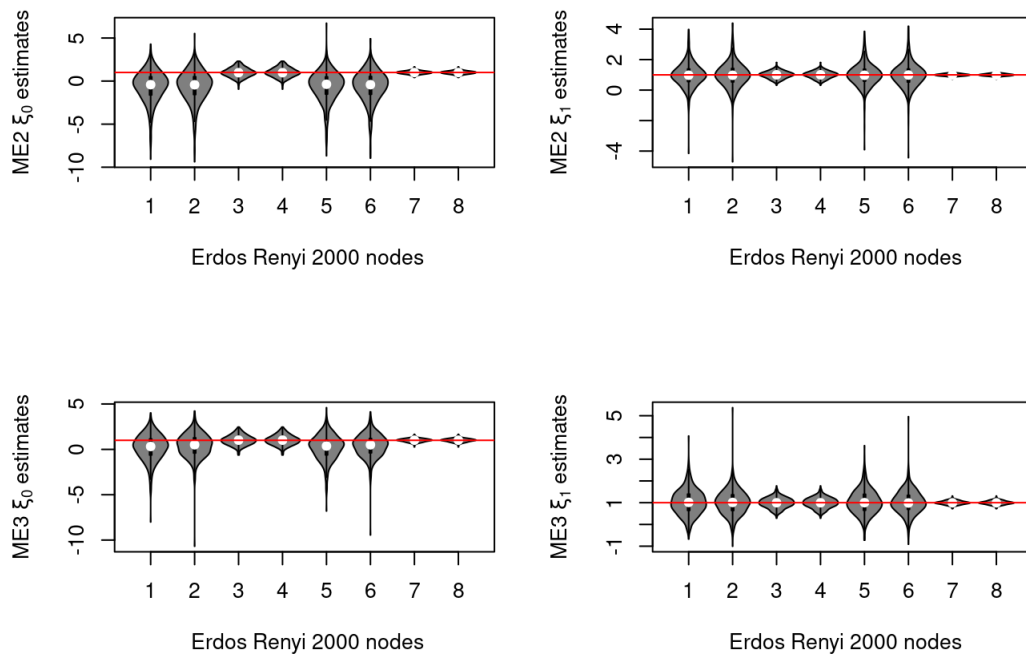 ME2 ξ₀ estimates
5
0
-5
-10
1 2 3 4 5 6 7 8
Erdos Renyi 2000 nodes
ME2 ξ₁ estimates
4
2
0
-4
1 2 3 4 5 6 7 8
Erdos Renyi 2000 nodes
ME3 ξ₀ estimates
5
0
-5
-10
1 2 3 4 5 6 7 8
Erdos Renyi 2000 nodes
ME3 ξ₁ estimates
5
3
1
-1
1 2 3 4 5 6 7 8
Erdos Renyi 2000 nodes